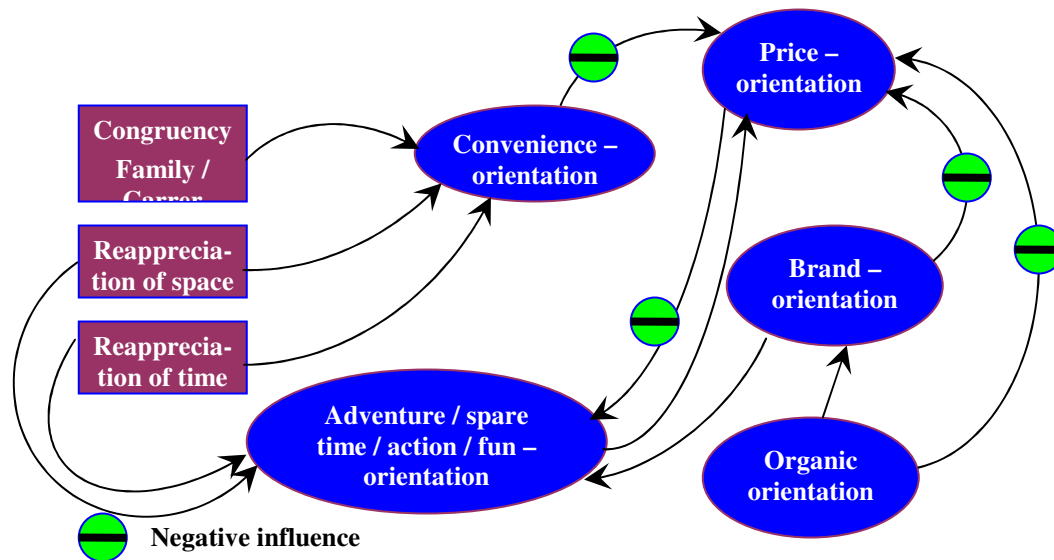 Price –
orientation
Congruency
Family /
Carrer
Convenience –
orientation
Reapprecia-
tion of space
Brand –
orientation
Reapprecia-
tion of time
Adventure / spare
time / action / fun –
orientation
Organic
orientation
Negative influence